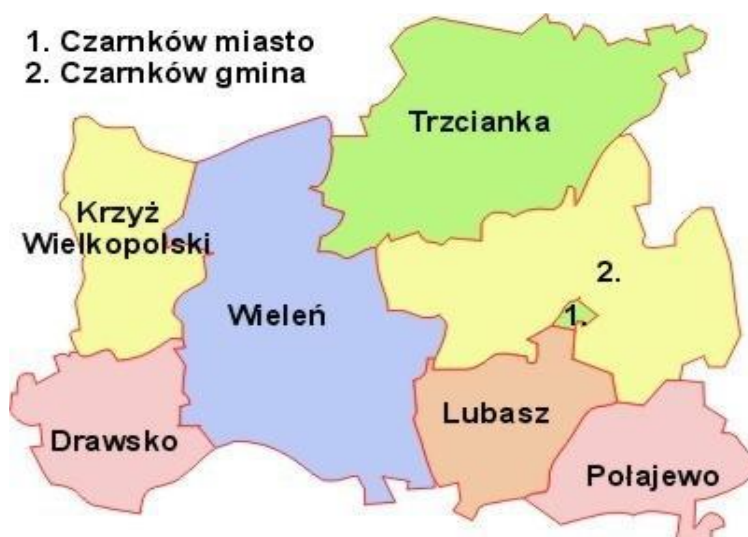 1. Czarnków miasto
2. Czarnków gmina
Trzcianka
Krzyż
Wielkopolski
2.
Wieleń
1.
Lubasz
Drawsko
Połajewo